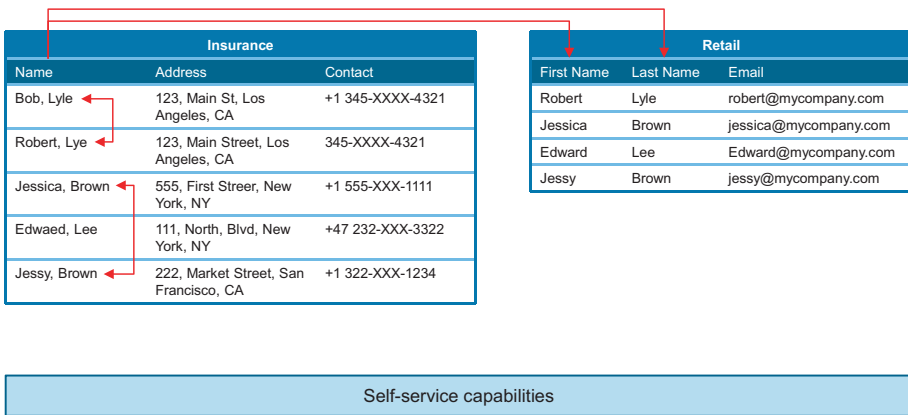 Insurance
Name Address Contact
Bob, Lyle 123, Main St, Los Angeles, CA +1 345-XXXX-4321
Robert, Lye 123, Main Street, Los Angeles, CA 345-XXXX-4321
Jessica, Brown 555, First Streer, New York, NY +1 555-XXX-1111
Edwaed, Lee 111, North, Blvd, New York, NY +47 232-XXX-3322
Jessy, Brown 222, Market Street, San Francisco, CA +1 322-XXX-1234
Retail
First Name Last Name Email
Robert Lyle robert@mycompany.com
Jessica Brown jessica@mycompany.com
Edward Lee Edward@mycompany.com
Jessy Brown jessy@mycompany.com
Self-service capabilities